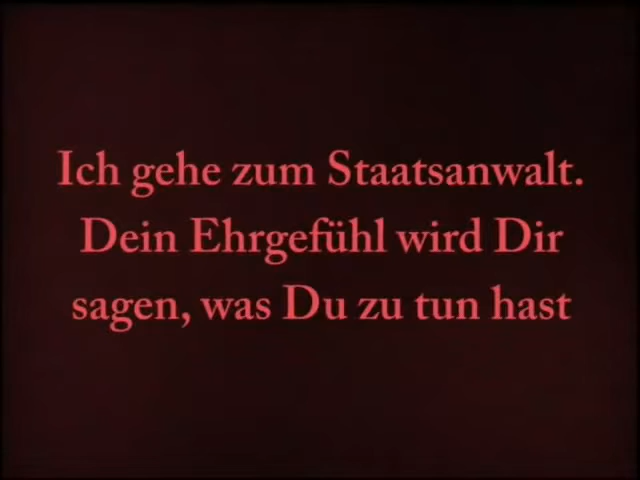 Ich gehe zum Staatsanwalt.
Dein Ehrgefühl wird Dir
sagen, was Du zu tun hast